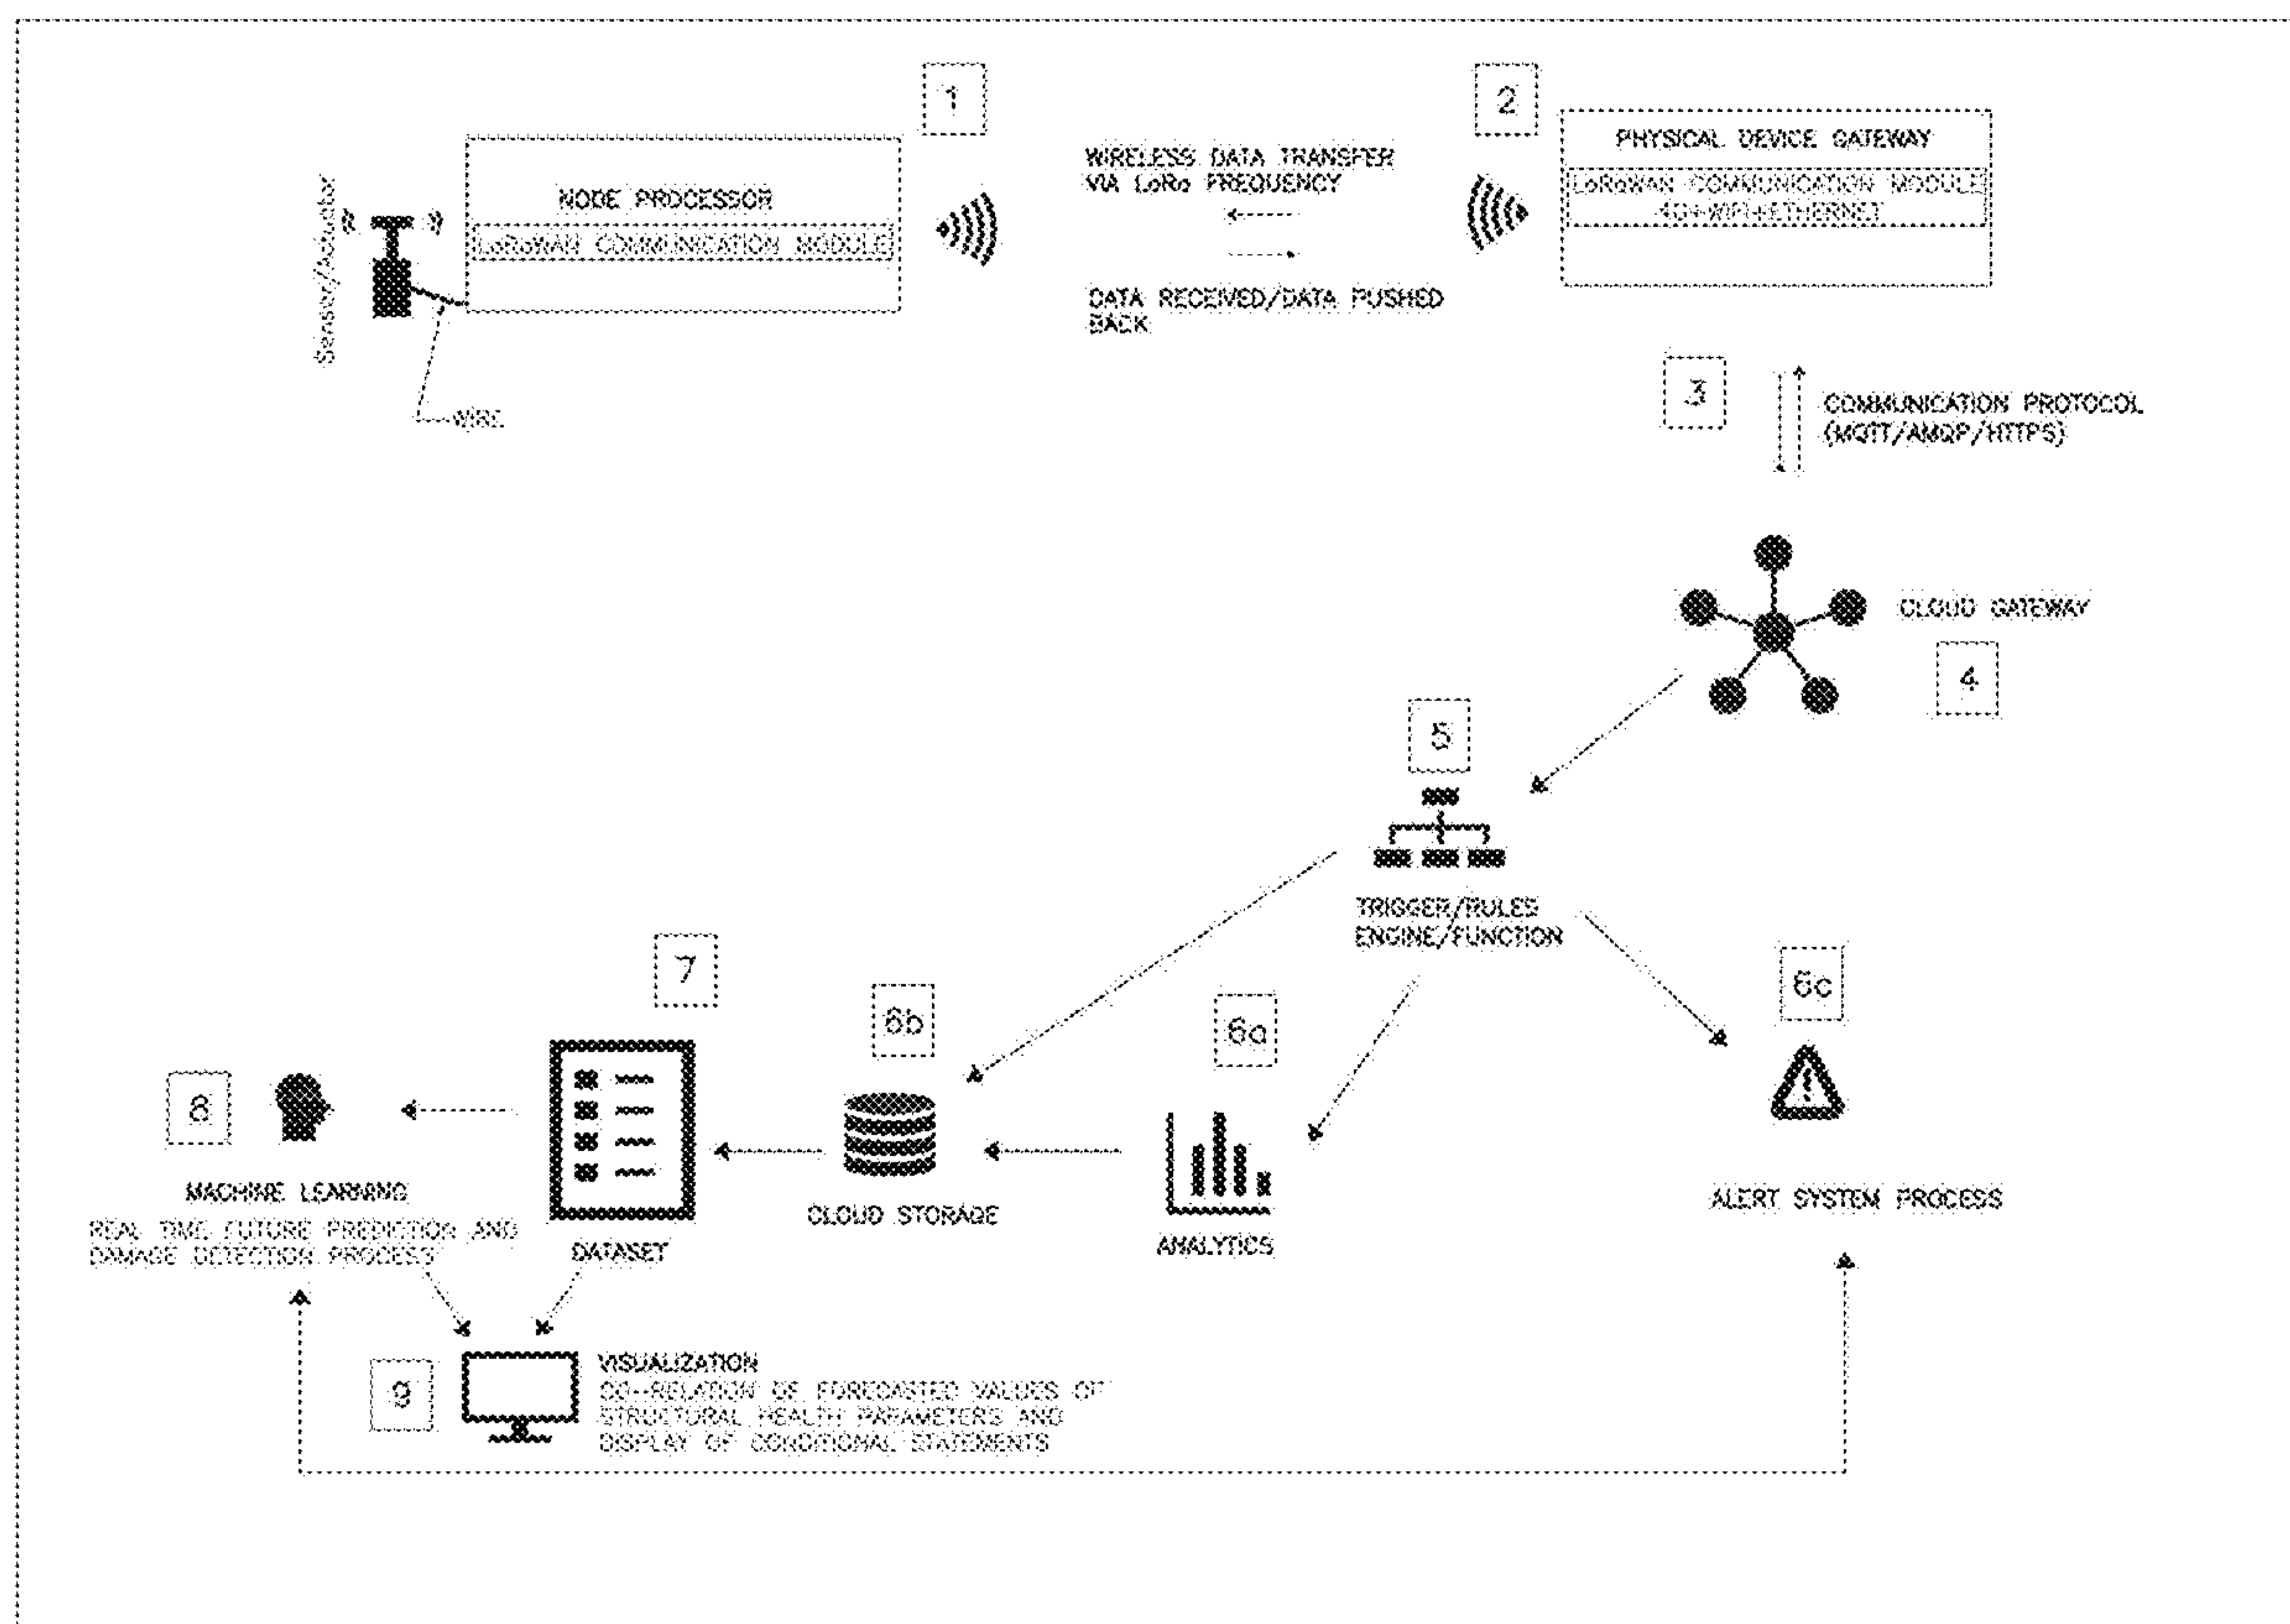 1
2
PHYSICAL DEVICE GATEWAY
LoRaWAN COMMUNICATION MODULE
4G+WIFI+ETHERNET
WIRELESS DATA TRANSFER
VIA LoRa FREQUENCY
NODE PROCESSOR
LoRaWAN COMMUNICATION MODULE
Sensor/Actuator
DATA RECEIVED/DATA PUSHED
BACK
WIRE
3
COMMUNICATION PROTOCOL
(MQTT/AMQP/HTTPS)
CLOUD GATEWAY
4
5
TRIGGER/RULES
ENGINE/FUNCTION
7
6b
6a
6c
8
MACHINE LEARNING
REAL TIME FUTURE PREDICTION AND
DAMAGE DETECTION PROCESS
DATASET
CLOUD STORAGE
ANALYTICS
ALERT SYSTEM PROCESS
9
VISUALIZATION
CO-RELATION OF FORECASTED VALUES OF
STRUCTURAL HEALTH PARAMETERS AND
DISPLAY OF CONDITIONAL STATEMENTS